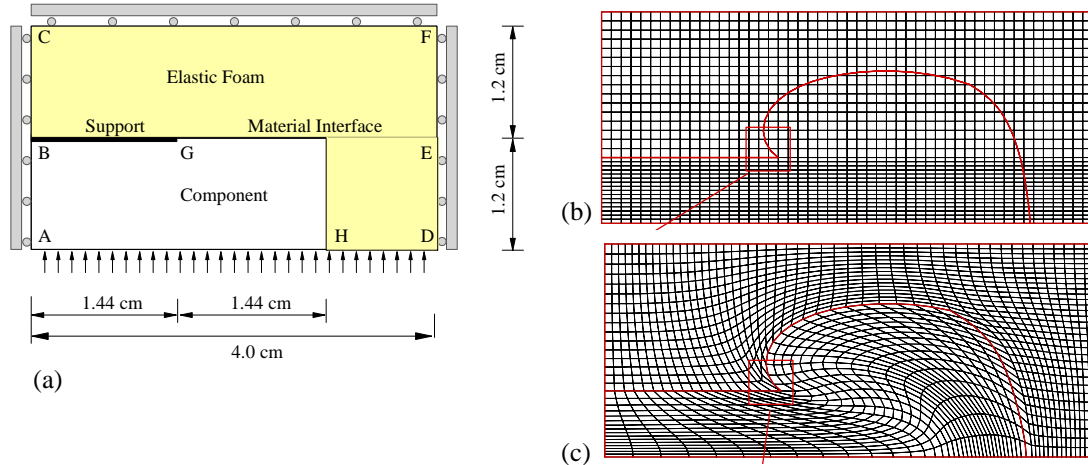 C
F
Elastic Foam
Support
Material Interface
B
G
E
Component
A
H
D
1.2 cm
1.2 cm
1.44 cm
1.44 cm
4.0 cm
(a)
(b)
(c)